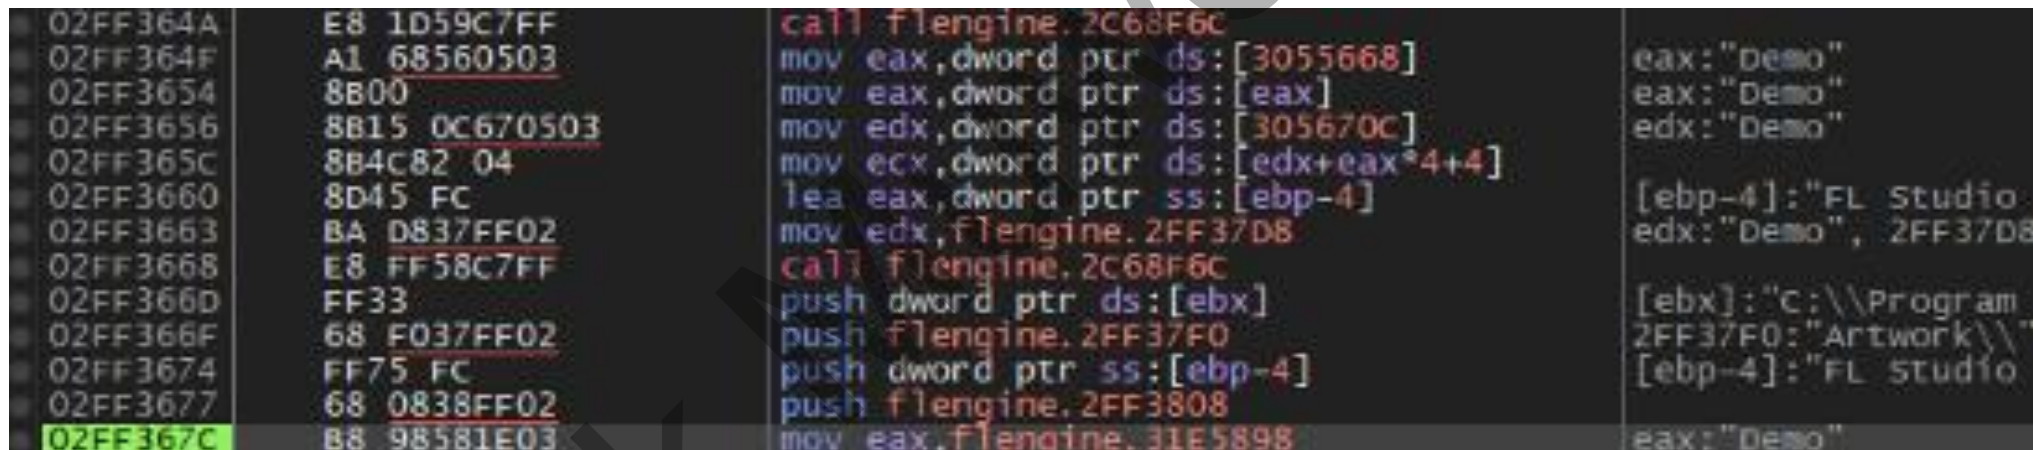 02FF364A E8 1D59C7FF call flengine.2C68F6C
02FF364F A1 68560503 mov eax,dword ptr ds:[3055668] eax:"Demo"
02FF3654 8B00 mov eax,dword ptr ds:[eax] eax:"Demo"
02FF3656 8B15 0C670503 mov edx,dword ptr ds:[305670C] edx:"Demo"
02FF365C 8B4C82 04 mov ecx,dword ptr ds:[edx+eax*4+4]
02FF3660 8D45 FC lea eax,dword ptr ss:[ebp-4] [ebp-4]:"FL Studio
02FF3663 BA D837FF02 mov edx,flengine.2FF37D8 edx:"Demo", 2FF37D8
02FF3668 E8 FF58C7FF call flengine.2C68F6C
02FF366D FF33 push dword ptr ds:[ebx] [ebx]:"C:\\Program
02FF366F 68 F037FF02 push flengine.2FF37F0 2FF37F0:"Artwork\\"
02FF3674 FF75 FC push dword ptr ss:[ebp-4] [ebp-4]:"FL Studio
02FF3677 68 0838FF02 push flengine.2FF3808
02FF367C B8 98581E03 mov eax,flengine.31E5898 eax:"Demo"